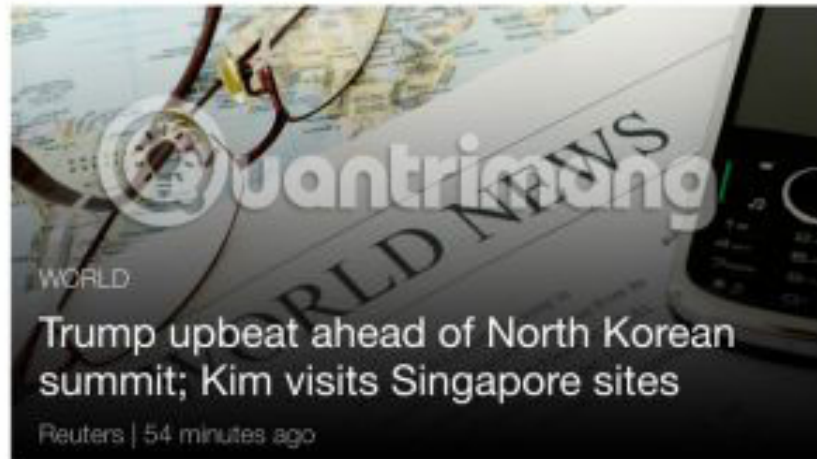 Quantrimang
WORLD NEWS
WORLD
Trump upbeat ahead of North Korean
summit; Kim visits Singapore sites
Reuters | 54 minutes ago